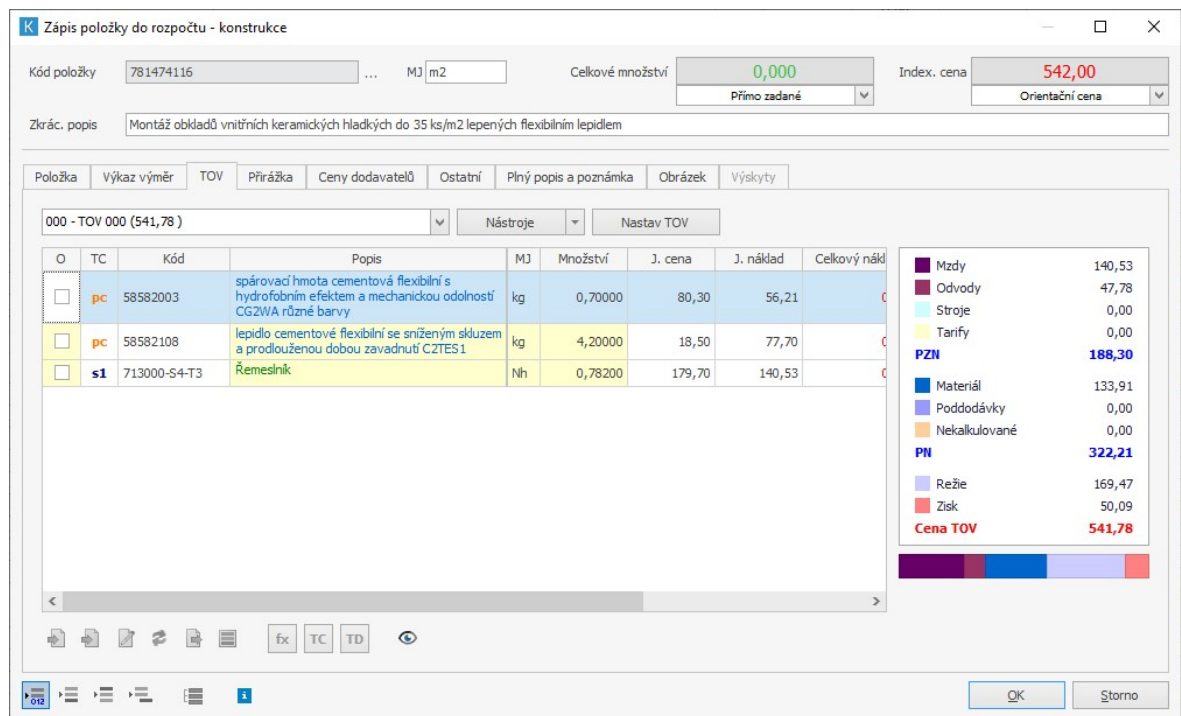 K Zápis položky do rozpočtu - konstrukce
Kód položky 781474116 ... MJ m2 Celkové množství 0,000 Index. cena 542,00
Přímo zadané Orientační cena
Zkrác. popis Montáž obkladů vnitřních keramických hladkých do 35 ks/m2 lepených flexibilním lepidlem
Položka Výkaz výměr TOV Přirážka Ceny dodavatelů Ostatní Plný popis a poznámka Obrázek Výskyty
000 - TOV 000 (541,78 ) Nástroje Nastav TOV
O TC Kód Popis MJ Množství J. cena J. náklad Celkový nákl
spárovací hmota cementová flexibilní s
pc 58582003 hydrofobním efektem a mechanickou odolností kg 0,70000 80,30 56,21 0
CG2WA různé barvy
lepidlo cementové flexibilní se sníženým skluzem
pc 58582108 kg 4,20000 18,50 77,70 0
a prodlouženou dobou zavadnutí C2TES1
s1 713000-S4-T3 Řemeslník Nh 0,78200 179,70 140,53 0
Mzdy 140,53
Odvody 47,78
Stroje 0,00
Tarify 0,00
PZN 188,30
Materiál 133,91
Poddodávky 0,00
Nekalkulované 0,00
PN 322,21
Režie 169,47
Zisk 50,09
Cena TOV 541,78
fx TC TD
012 i OK Storno